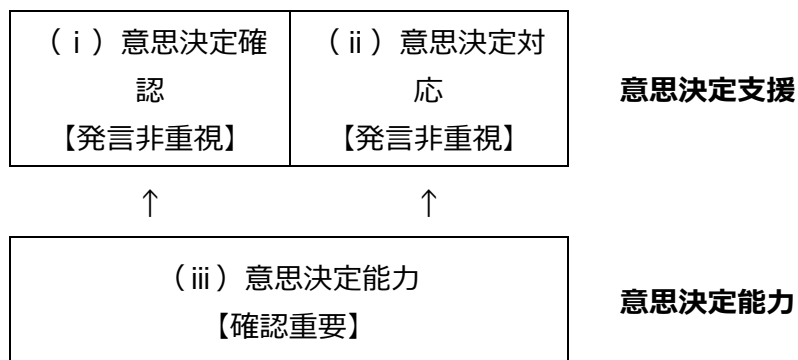 (ⅰ)意思決定確
認
【発言非重視】
(ⅱ)意思決定対
応
【発言非重視】
意思決定支援
↑ ↑
(ⅲ)意思決定能力
【確認重要】
意思決定能力